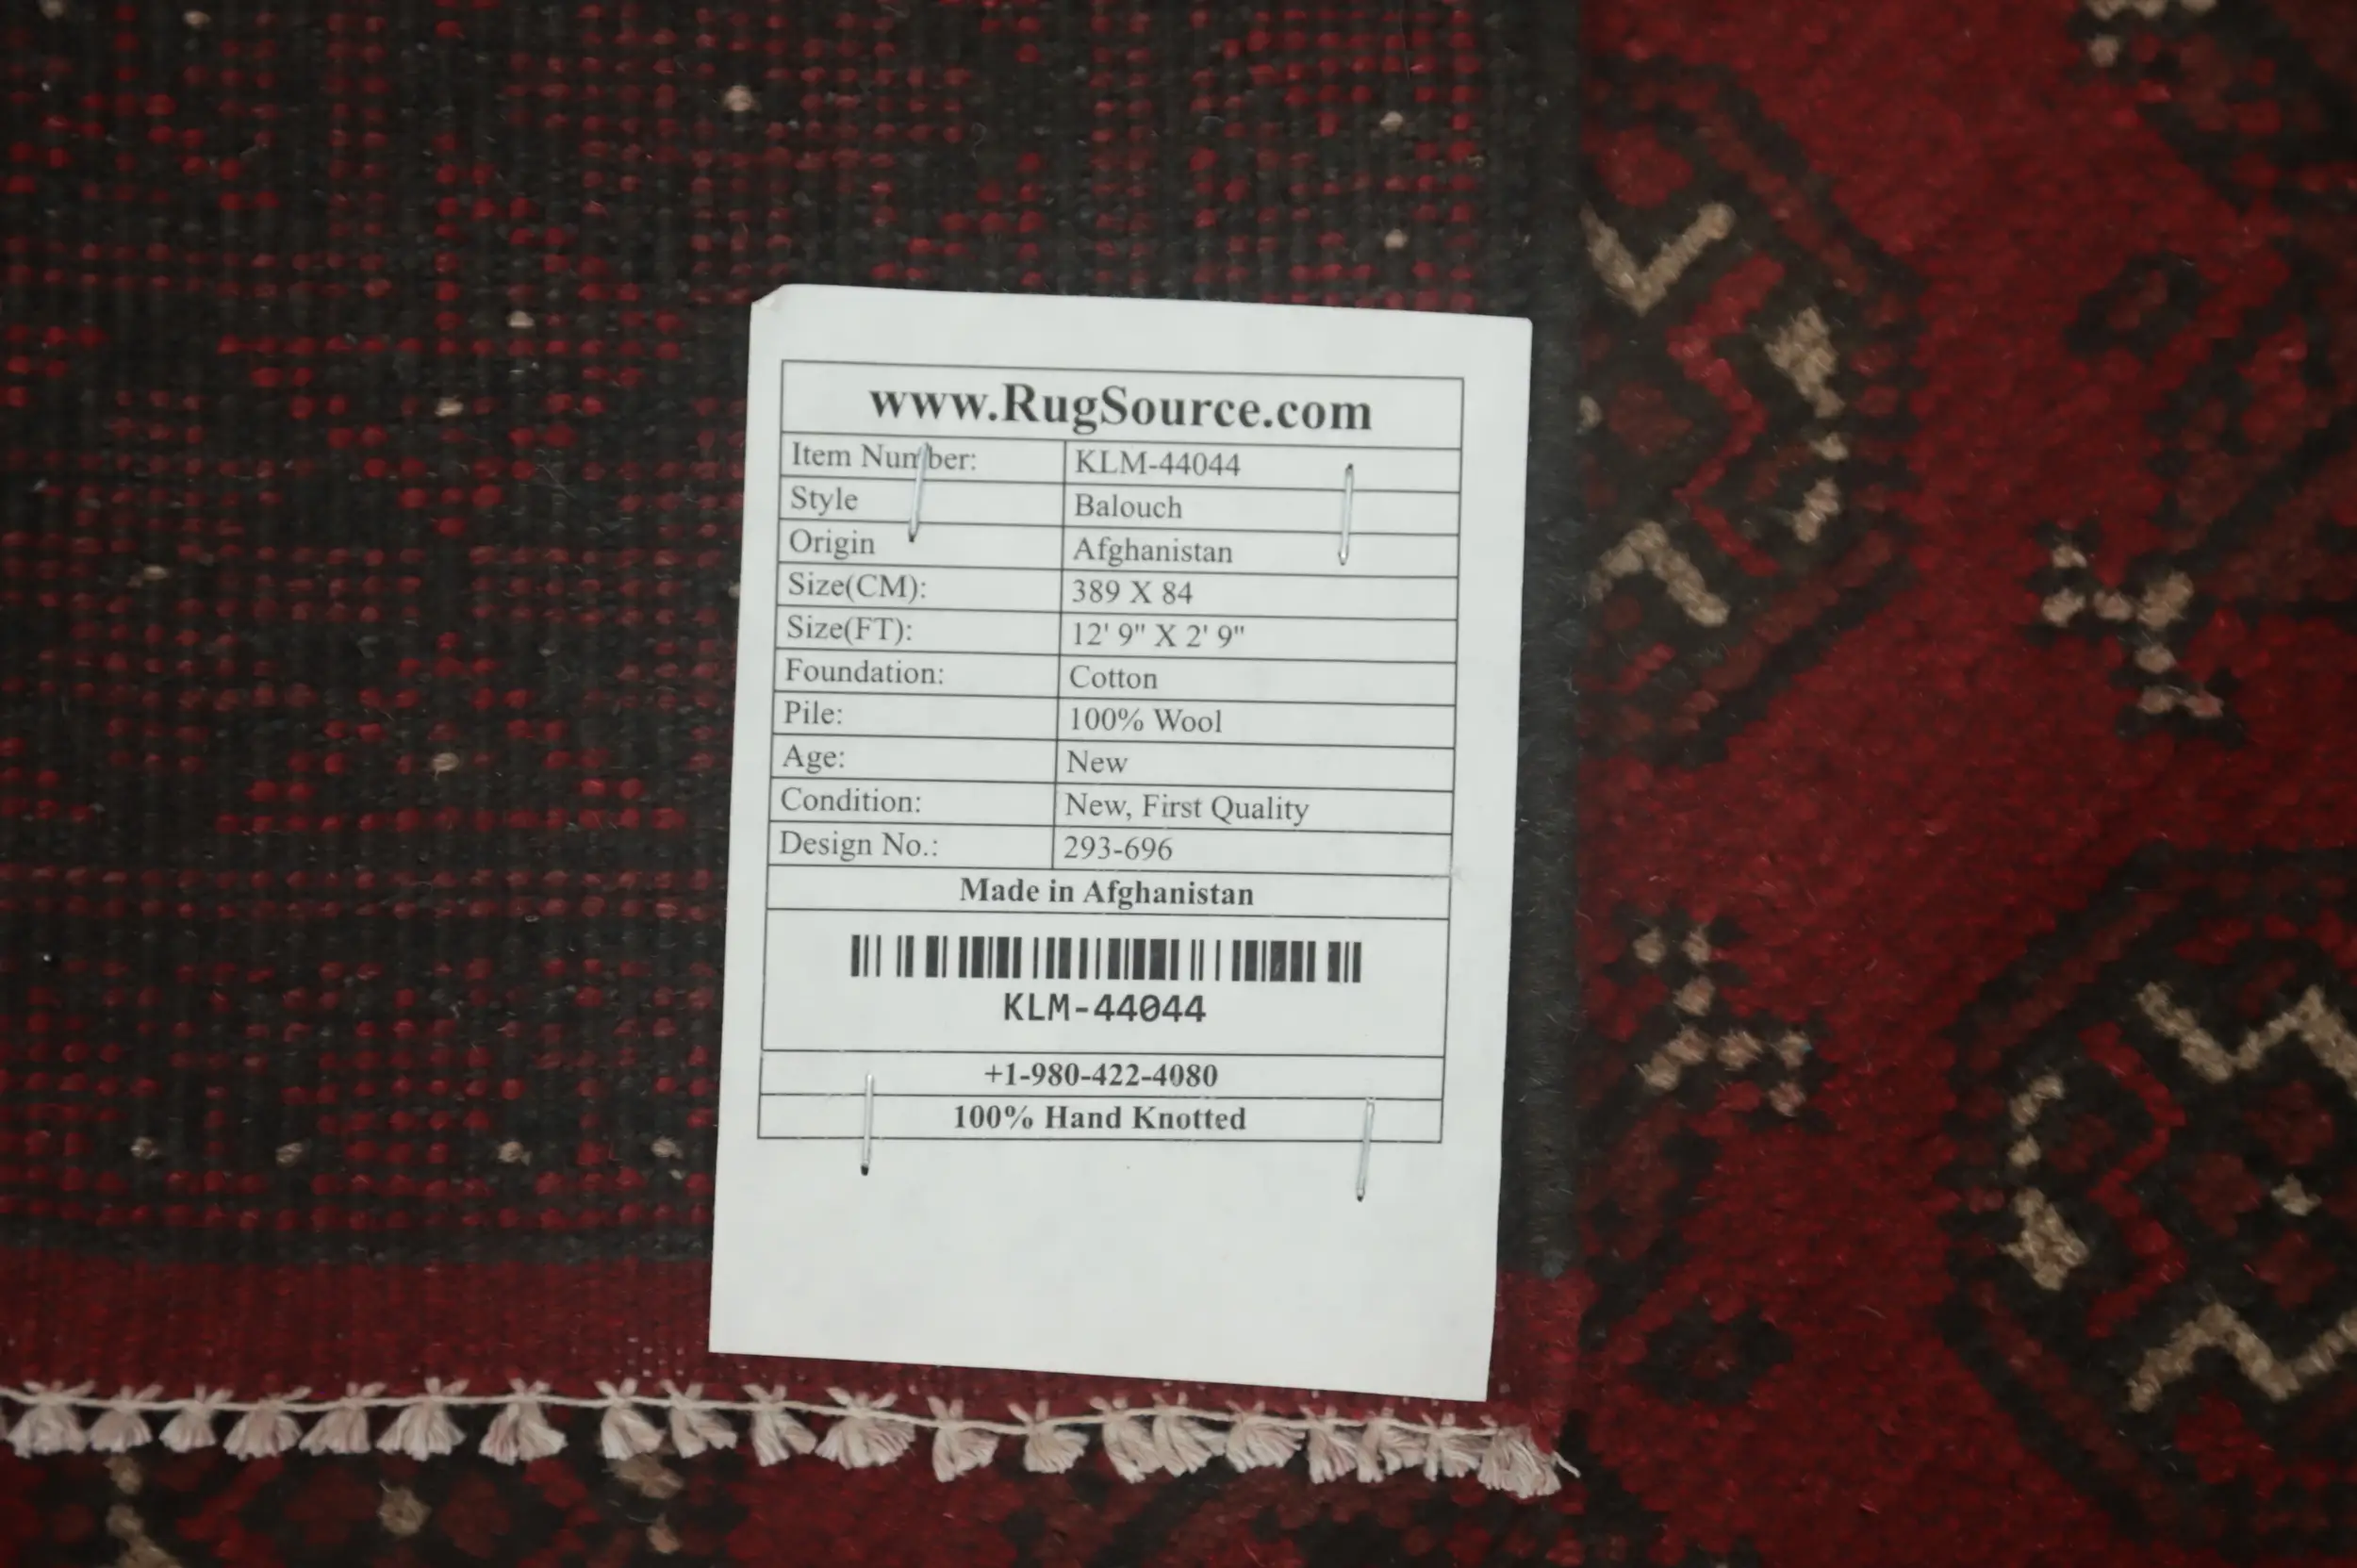 www.RugSource.com
Item Number: KLM-44044
Style Balouch
Origin Afghanistan
Size(CM): 389 X 84
Size(FT): 12' 9" X 2' 9"
Foundation: Cotton
Pile: 100% Wool
Age: New
Condition: New, First Quality
Design No.: 293-696
Made in Afghanistan
KLM-44044
+1-980-422-4080
100% Hand Knotted